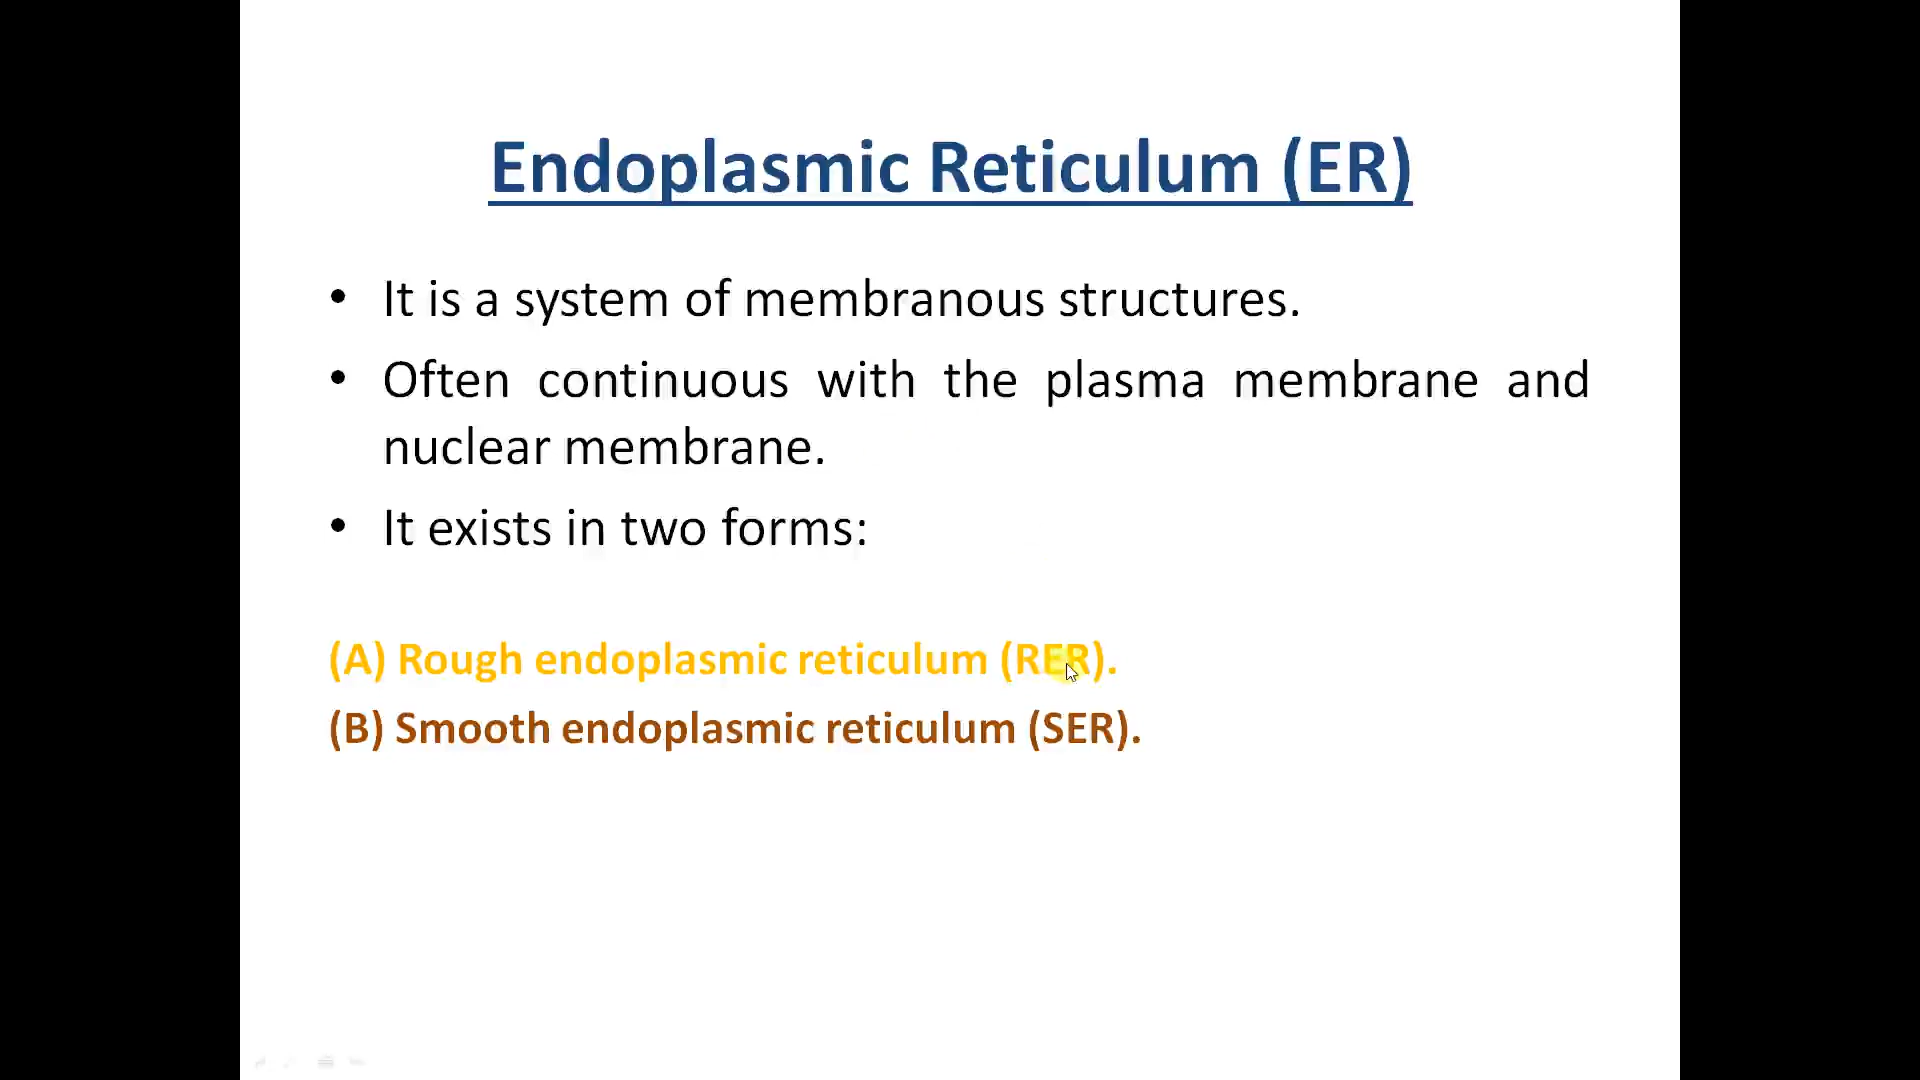 Endoplasmic Reticulum (ER)
• It is a system of membranous structures.
• Often continuous with the plasma membrane and
nuclear membrane.
• It exists in two forms:
(A) Rough endoplasmic reticulum (RER).
(B) Smooth endoplasmic reticulum (SER).